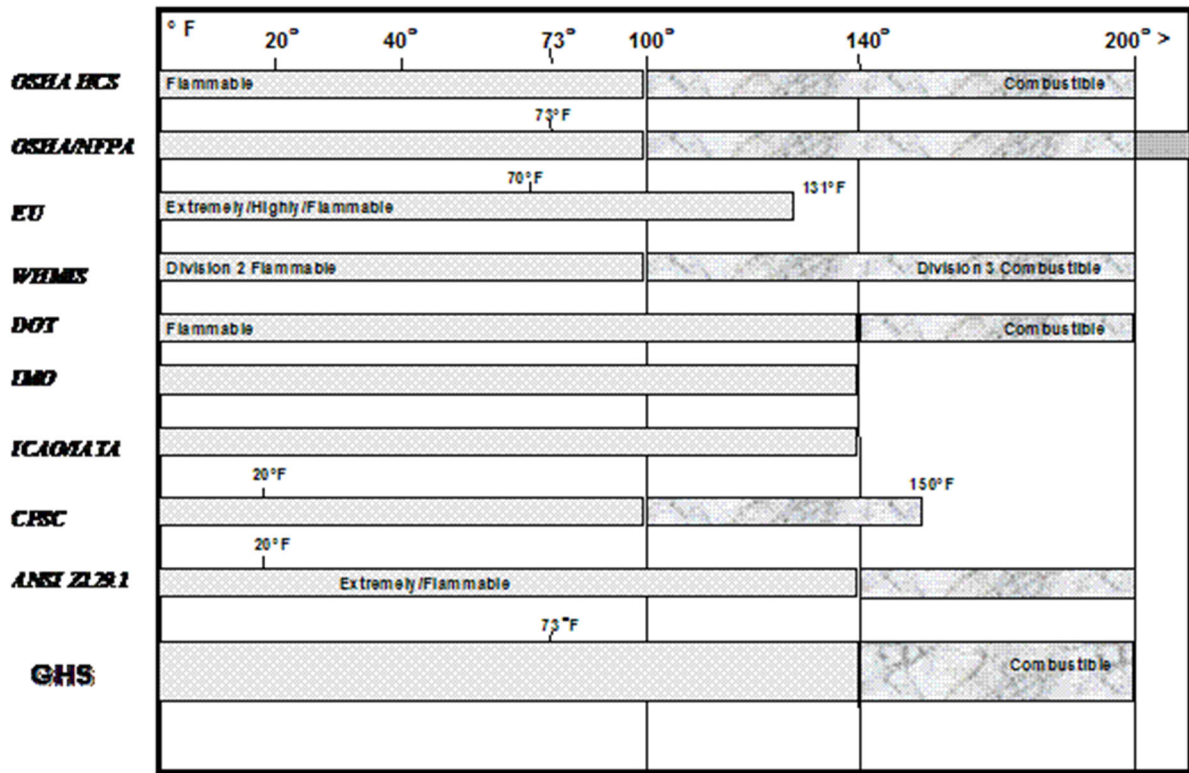 ° F
20° 40° 73° 100° 140° 200° >
OSHA HCS
Flammable Combustible
73°F
OSHA/NFPA
70°F
131°F
EU
Extremely/Highly/Flammable
WHMIS
Division 2 Flammable Division 3 Combustible
DOT
Flammable Combustible
IMO
ICAO/IATA
20°F
150°F
CPSC
20°F
ANSI Z129.1
Extremely/Flammable
73°F
GHS
Combustible